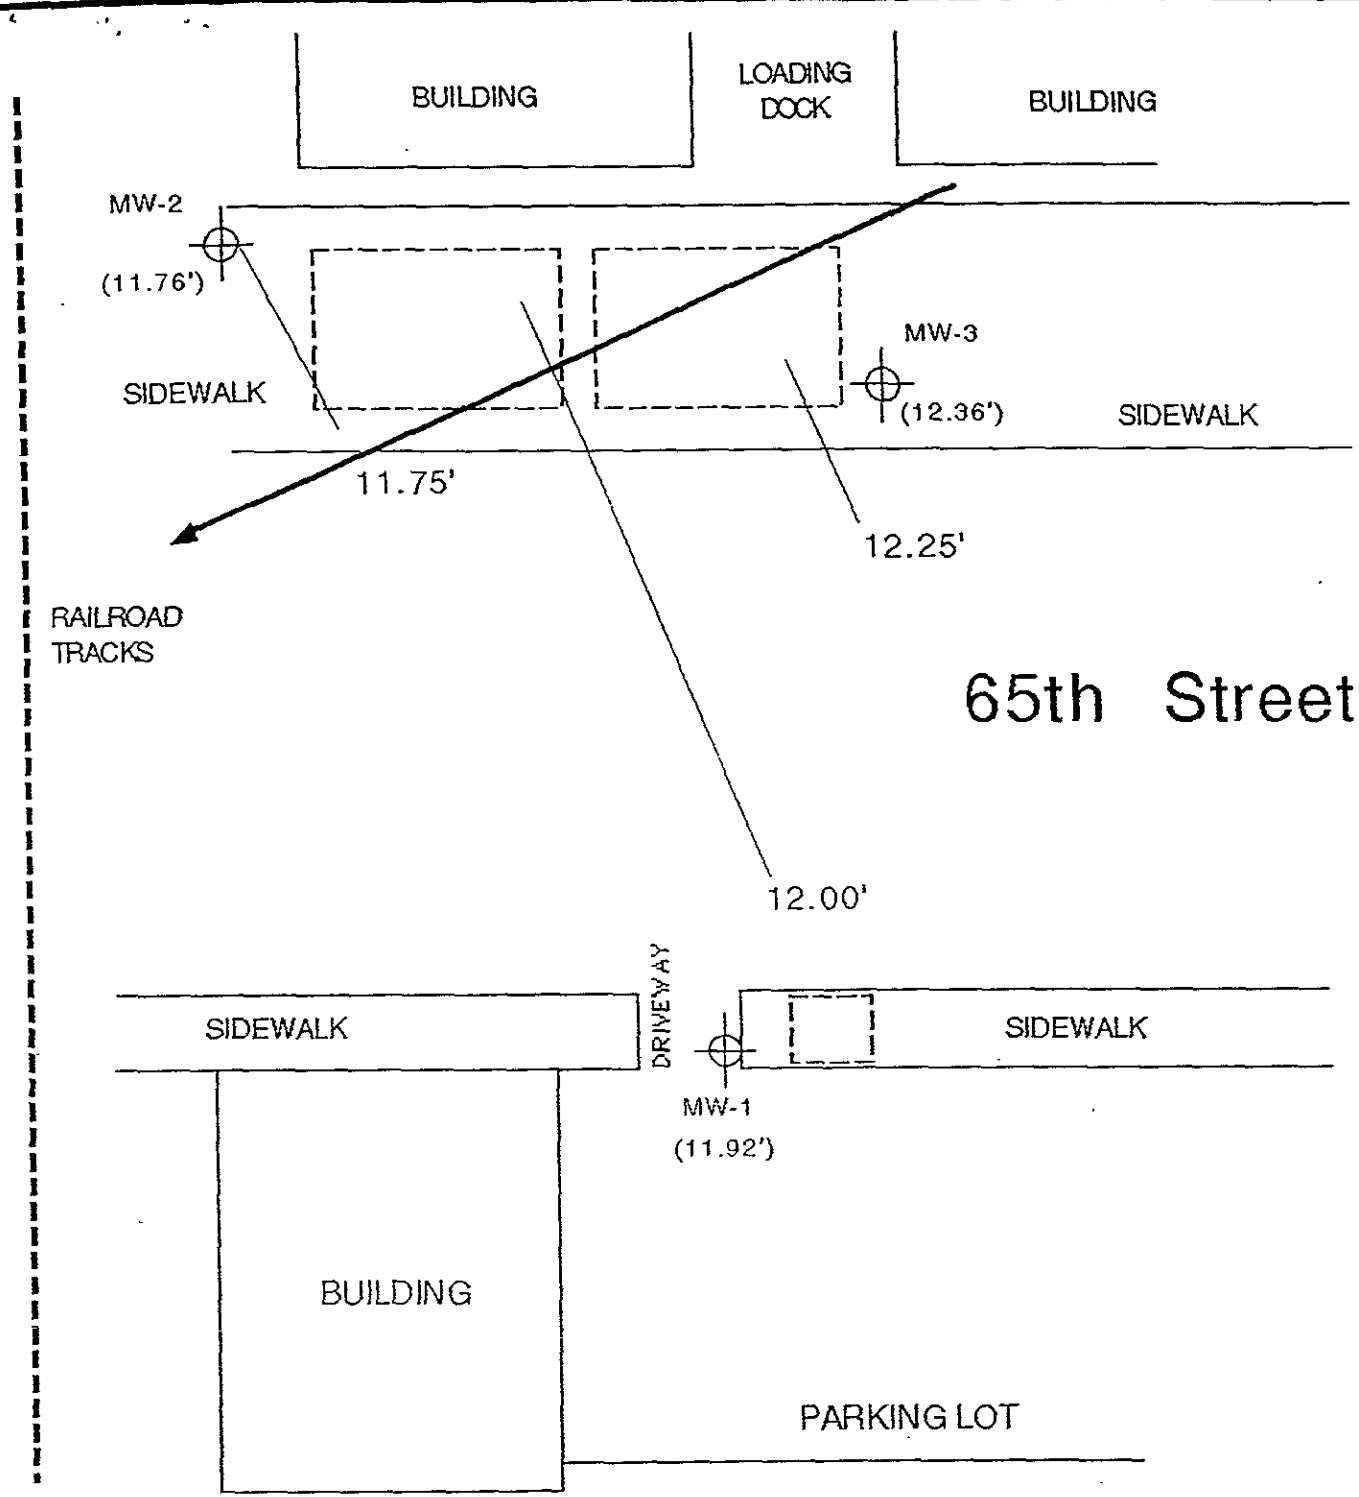 BUILDING
LOADING
DOCK
BUILDING
MW-2
(11.76')
SIDEWALK
MW-3
(12.36')
SIDEWALK
11.75'
12.25'
RAILROAD
TRACKS
65th Street
12.00'
DRIVEWAY
SIDEWALK
SIDEWALK
MW-1
(11.92')
BUILDING
PARKING LOT